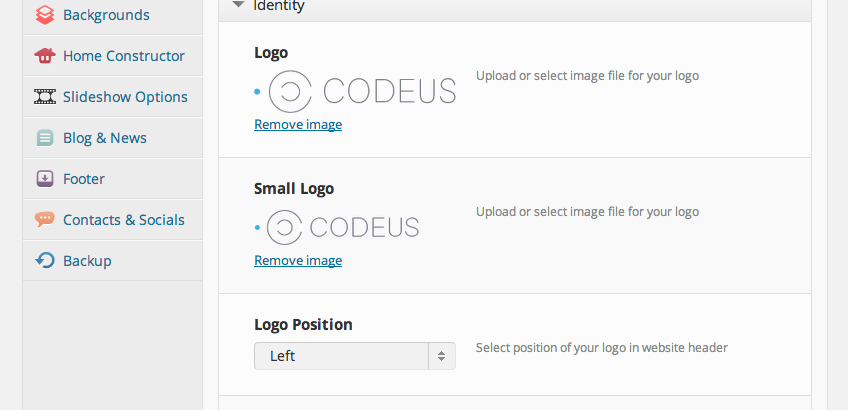 Backgrounds
Home Constructor
Slideshow Options
Blog & News
Footer
Contacts & Socials
Backup
Identity
Logo
CODEUS
Remove image
Upload or select image file for your logo
Small Logo
CODEUS
Remove image
Upload or select image file for your logo
Logo Position
Left
Select position of your logo in website header